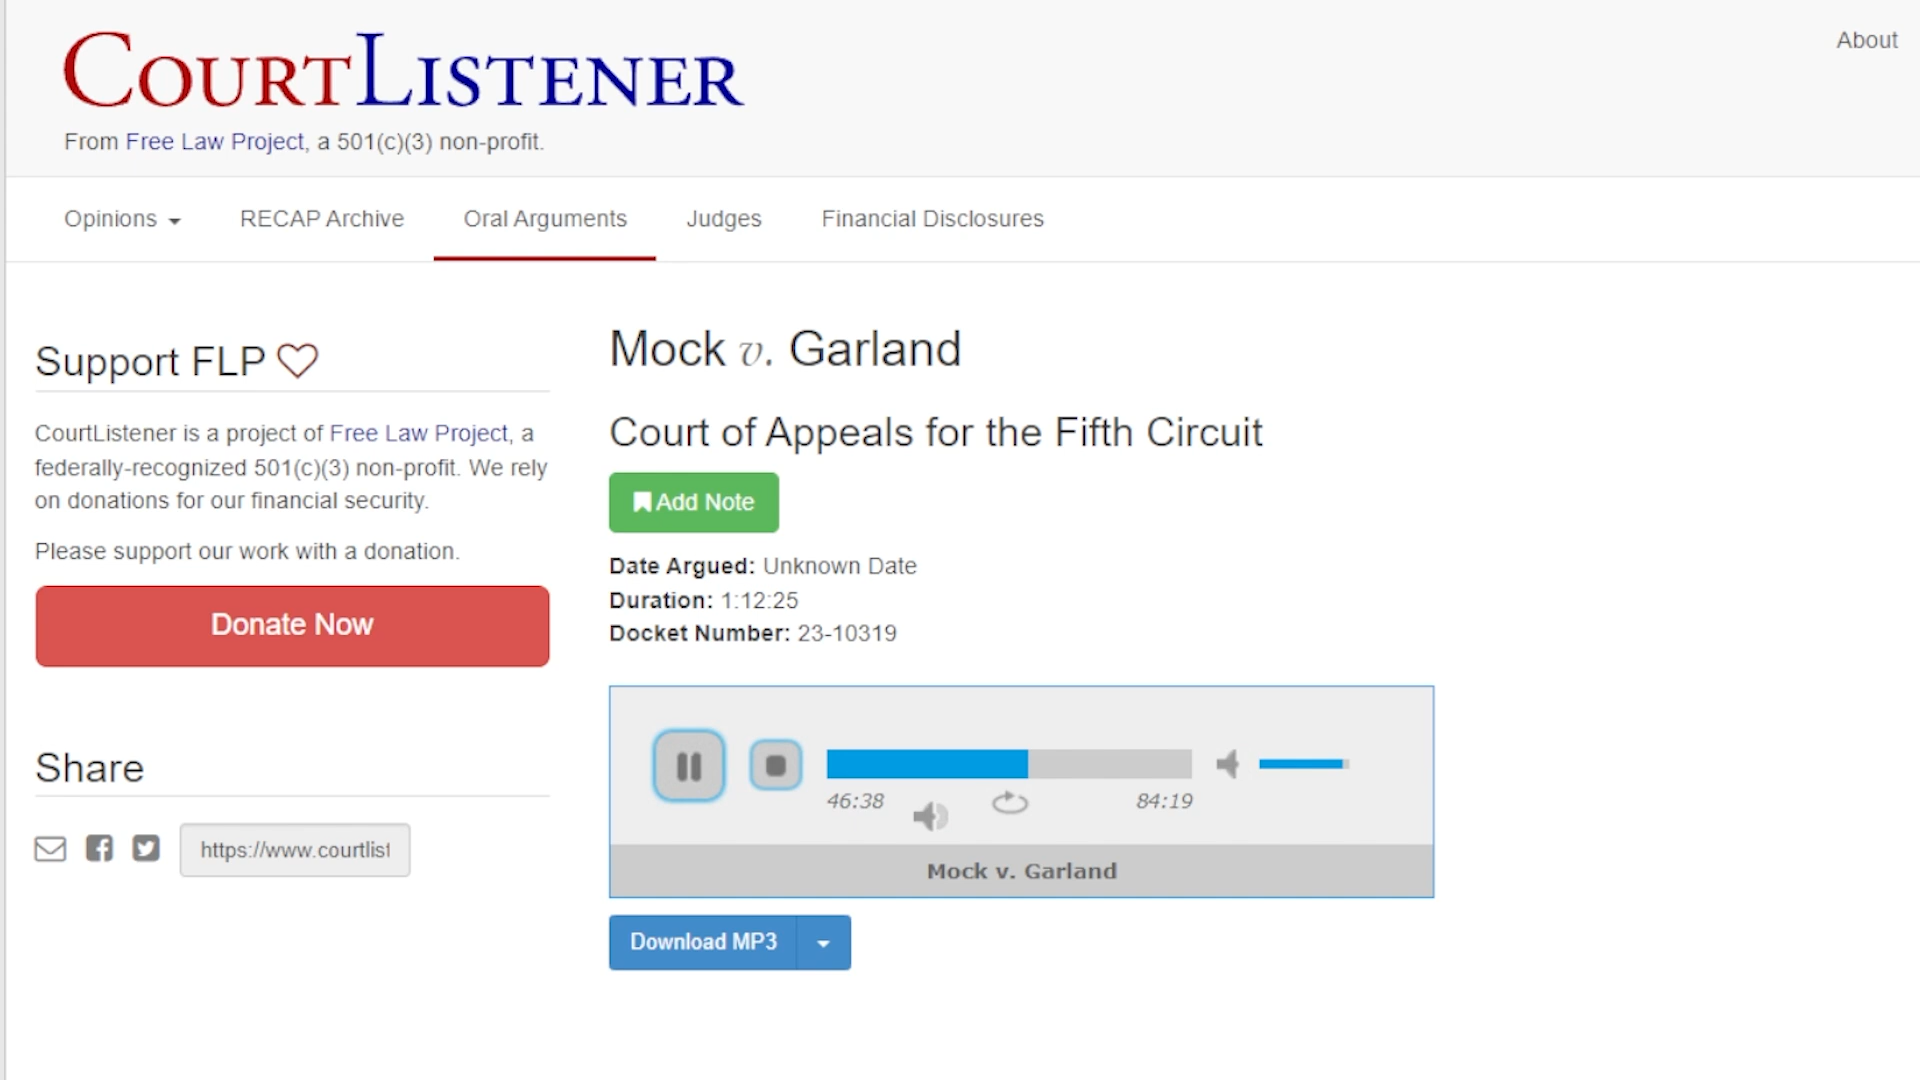 COURTLISTENER
About
From Free Law Project, a 501(c)(3) non-profit.
Opinions
RECAP Archive
Oral Arguments
Judges
Financial Disclosures
Support FLP
CourtListener is a project of Free Law Project, a
federally-recognized 501(c)(3) non-profit. We rely
on donations for our financial security.
Please support our work with a donation.
Donate Now
Share
https://www.courtlist
Mock v. Garland
Court of Appeals for the Fifth Circuit
Add Note
Date Argued: Unknown Date
Duration: 1:12:25
Docket Number: 23-10319
46:38
84:19
Mock v. Garland
Download MP3